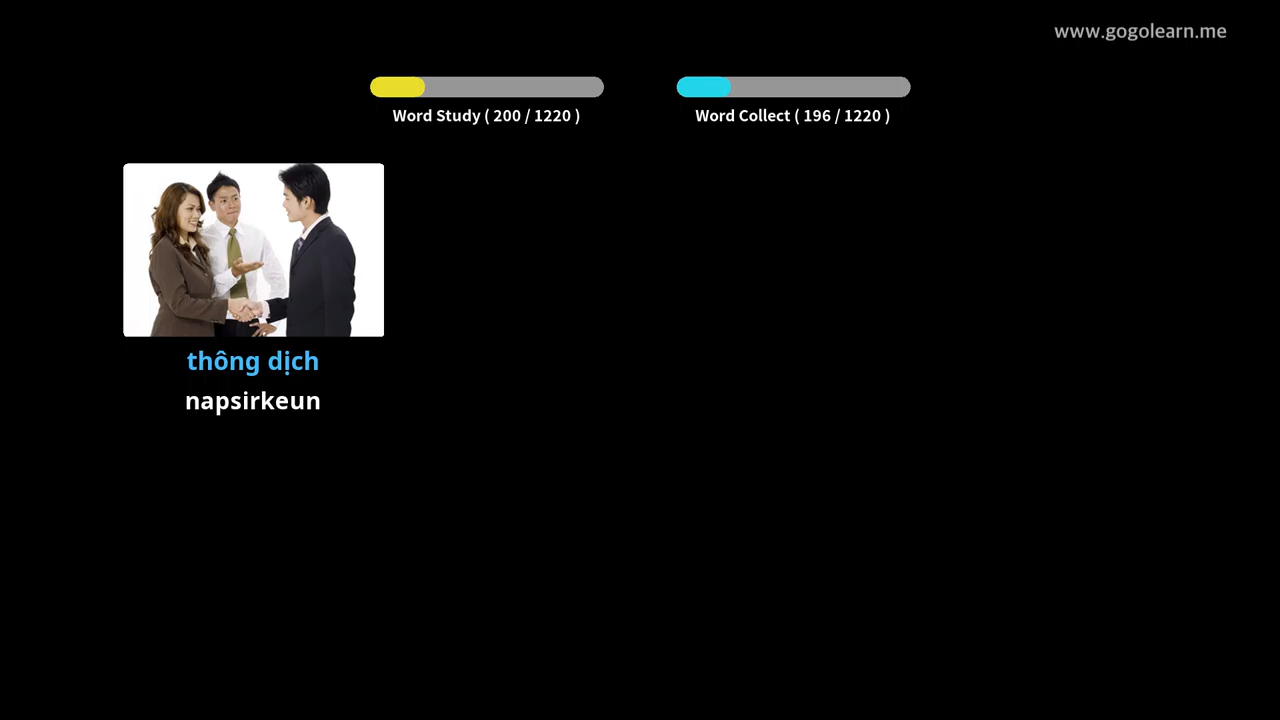 www.gogolearn.me
Word Study ( 200 / 1220 )
Word Collect ( 196 / 1220 )
thông dịch
napsirkeun